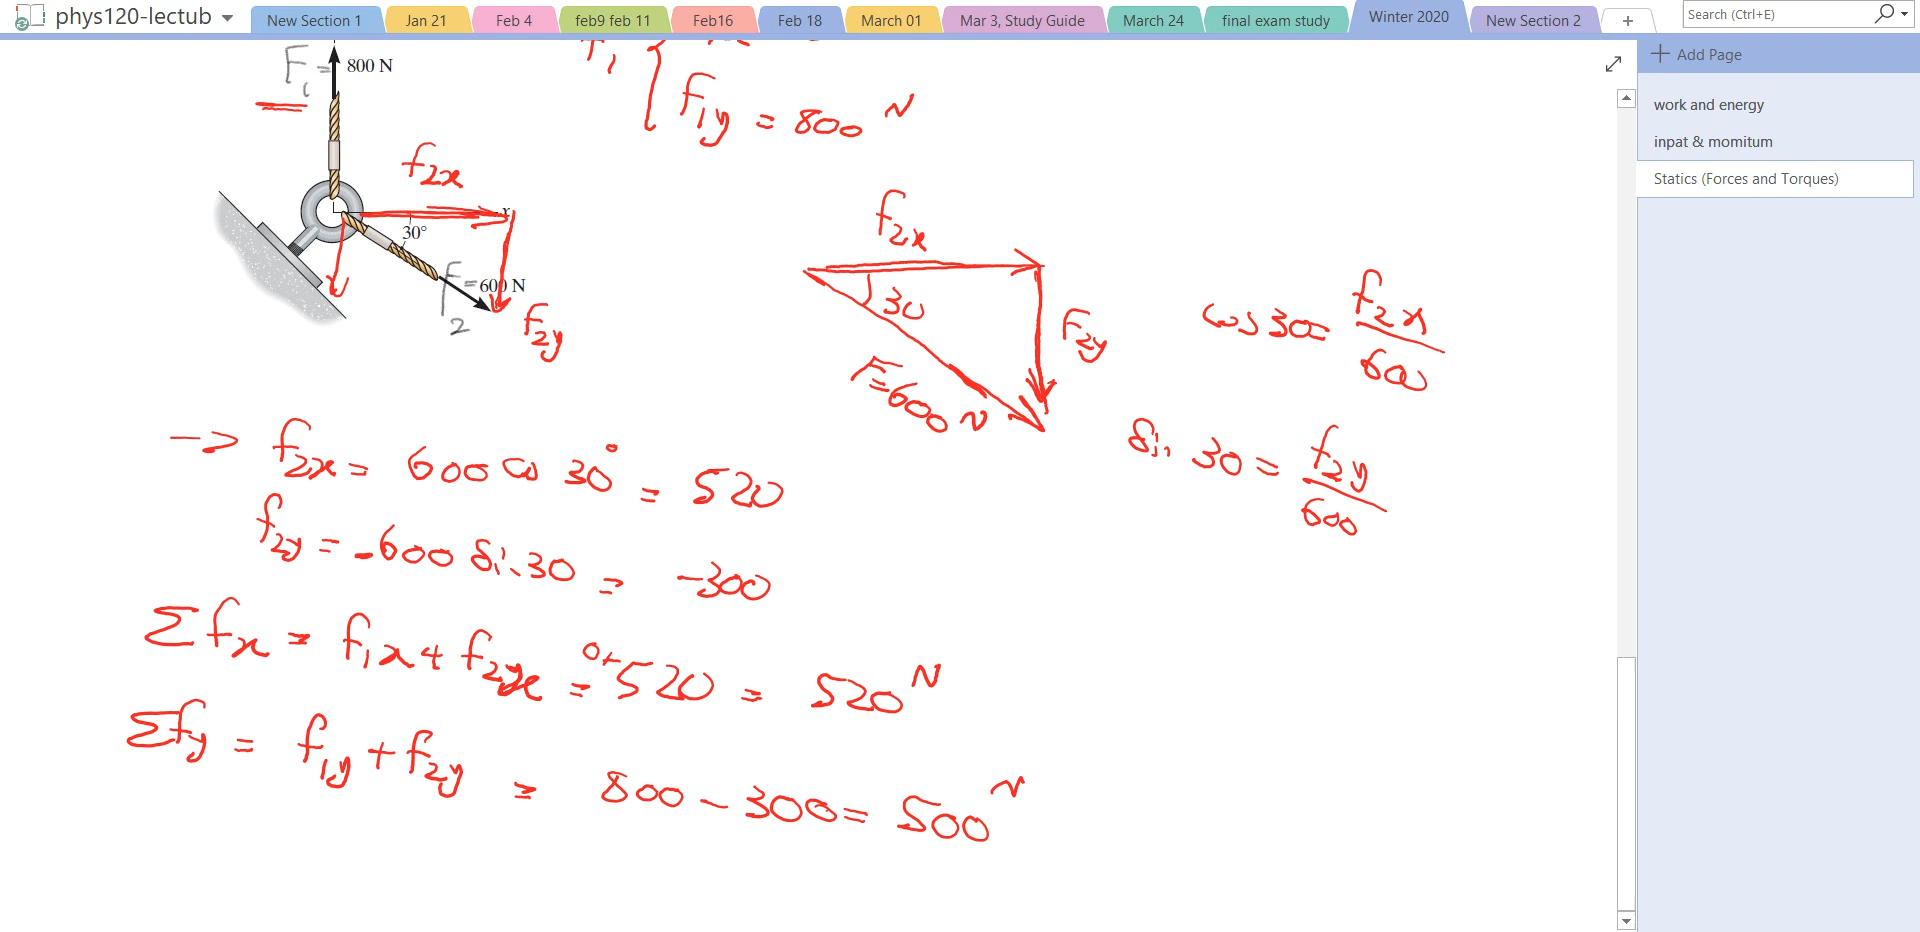 phys120-lectub
New Section 1
Jan 21
Feb 4
feb9 feb 11
Feb16
Feb 18
March 01
Mar 3, Study Guide
March 24
final exam study
Winter 2020
New Section 2
+
Search (Ctrl+E)
Add Page
work and energy
inpat & momitum
Statics (Forces and Torques)
F1 = 800 N
F1
F1y = 800 N
f2x
x
30°
F2 = 600 N
F2y
f2x
30
F2y
F=600 N
cos 30 = f2x / 600
sin 30 = f2y / 600
→ f2x = 600 cos 30° = 520
f2y = -600 sin 30 = -300
Σfx = f1x + f2x = 0+520 = 520 N
Σfy = f1y + f2y = 800 - 300 = 500 N